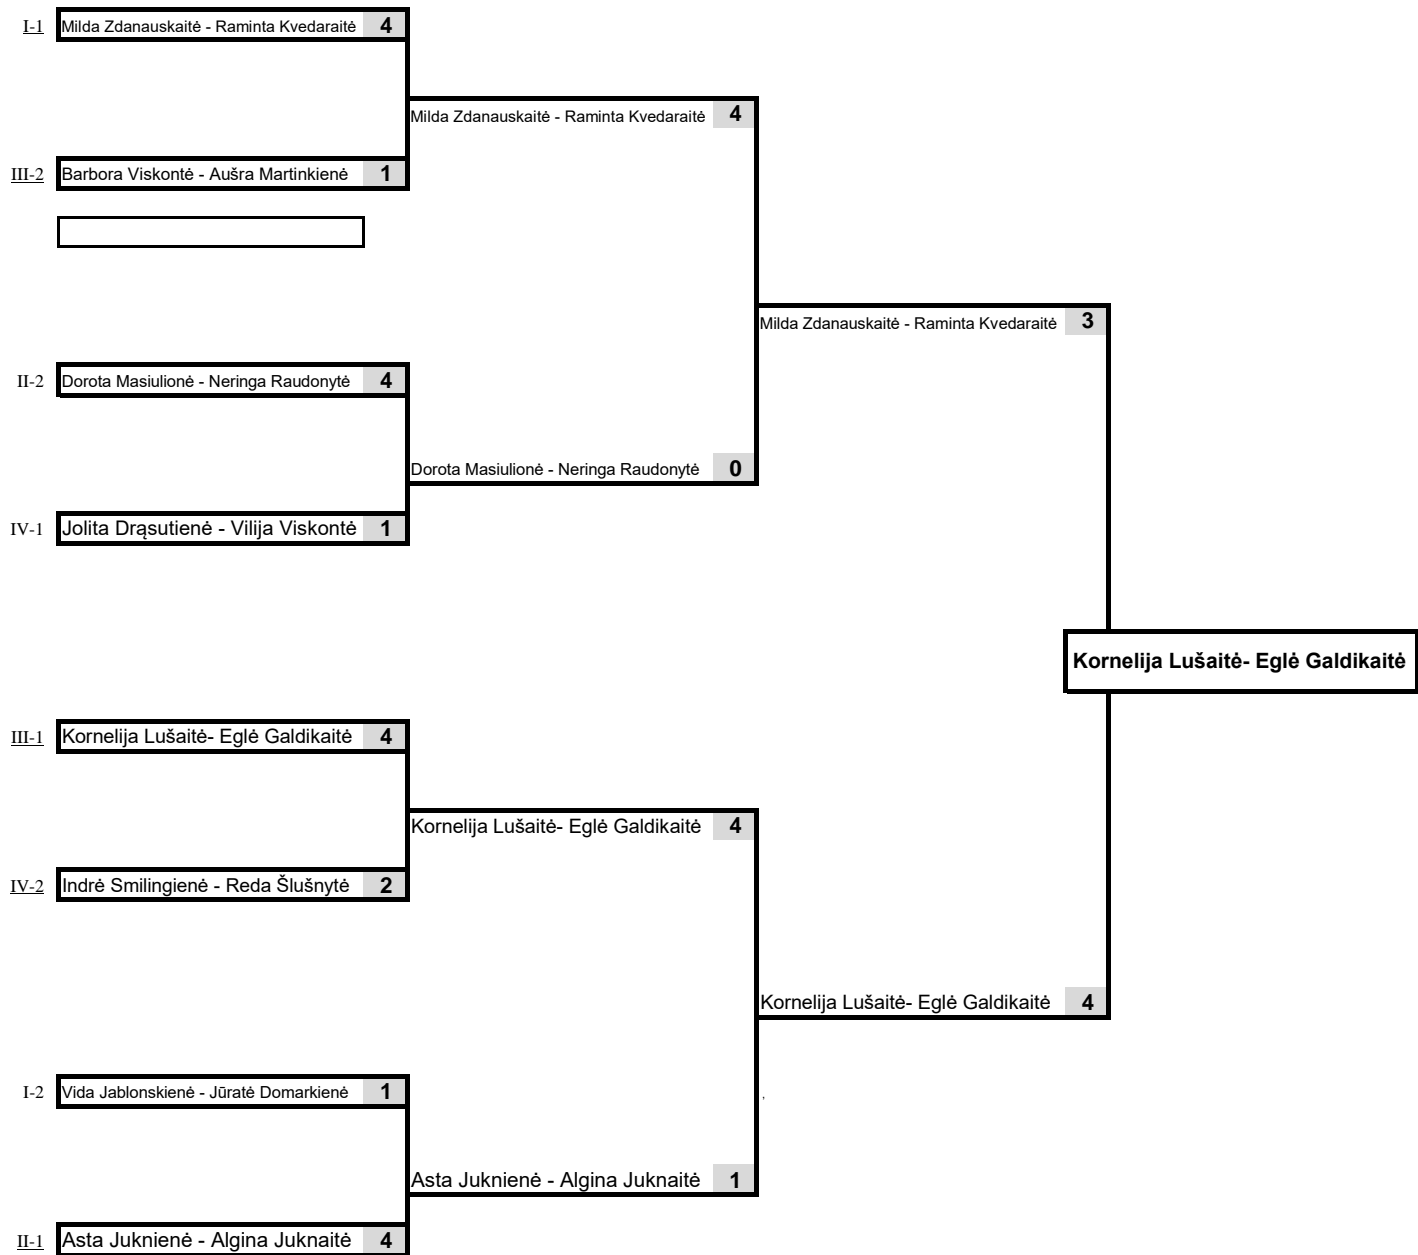 I-1 Milda Zdanauskaitė - Raminta Kvedaraitė 4
Milda Zdanauskaitė - Raminta Kvedaraitė 4
III-2 Barbora Viskontė - Aušra Martinkienė 1
Milda Zdanauskaitė - Raminta Kvedaraitė 3
II-2 Dorota Masiulionė - Neringa Raudonytė 4
Dorota Masiulionė - Neringa Raudonytė 0
IV-1 Jolita Drąsutienė - Vilija Viskontė 1
Kornelija Lušaitė- Eglė Galdikaitė
III-1 Kornelija Lušaitė- Eglė Galdikaitė 4
Kornelija Lušaitė- Eglė Galdikaitė 4
IV-2 Indrė Smilingienė - Reda Šlušnytė 2
Kornelija Lušaitė- Eglė Galdikaitė 4
I-2 Vida Jablonskienė - Jūratė Domarkienė 1
,
Asta Juknienė - Algina Juknaitė 1
II-1 Asta Juknienė - Algina Juknaitė 4